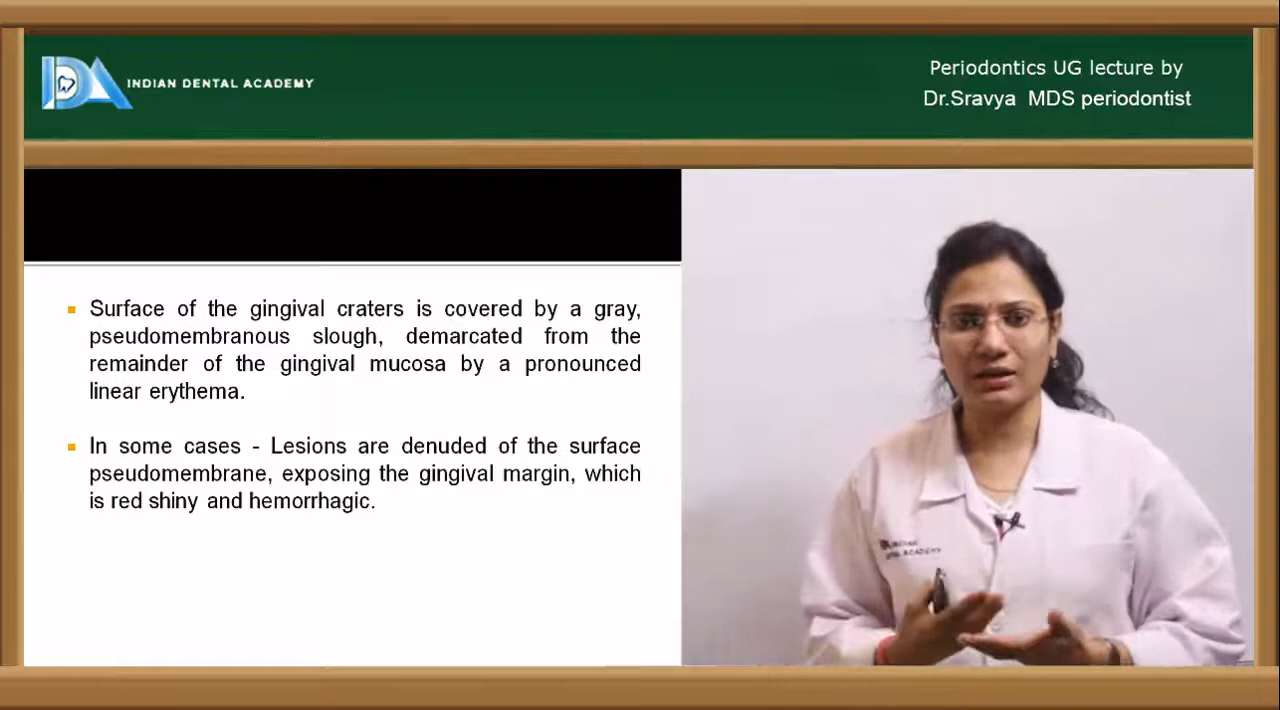 INDIAN DENTAL ACADEMY
Periodontics UG lecture by
Dr.Sravya MDS periodontist
Surface of the gingival craters is covered by a gray,
pseudomembranous slough, demarcated from the
remainder of the gingival mucosa by a pronounced
linear erythema.
In some cases - Lesions are denuded of the surface
pseudomembrane, exposing the gingival margin, which
is red shiny and hemorrhagic.
DENTAL ACADEMY